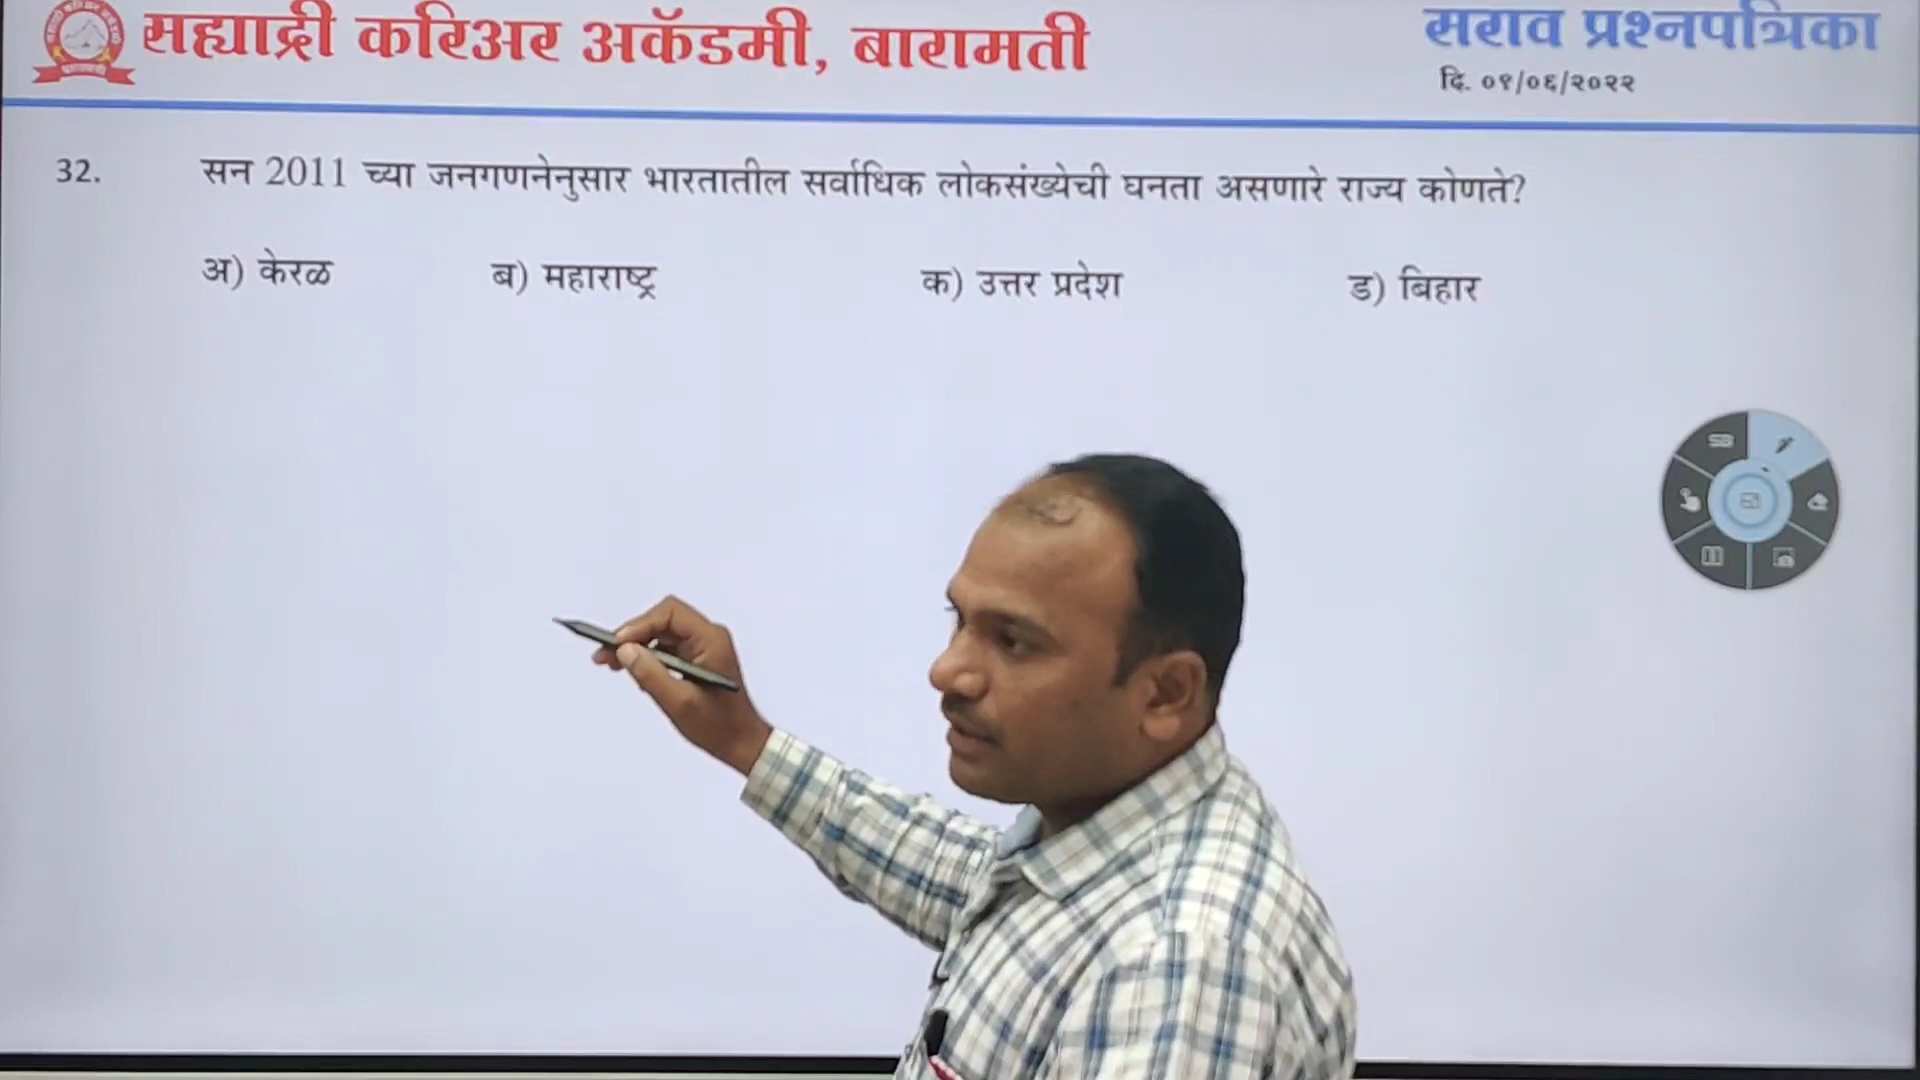 सह्याद्री करिअर अकॅडमी, बारामती
सराव प्रश्नपत्रिका
दि. ०९/०६/२०२२
32. सन 2011 च्या जनगणनेनुसार भारतातील सर्वाधिक लोकसंख्येची घनता असणारे राज्य कोणते?
अ) केरळ ब) महाराष्ट्र क) उत्तर प्रदेश ड) बिहार